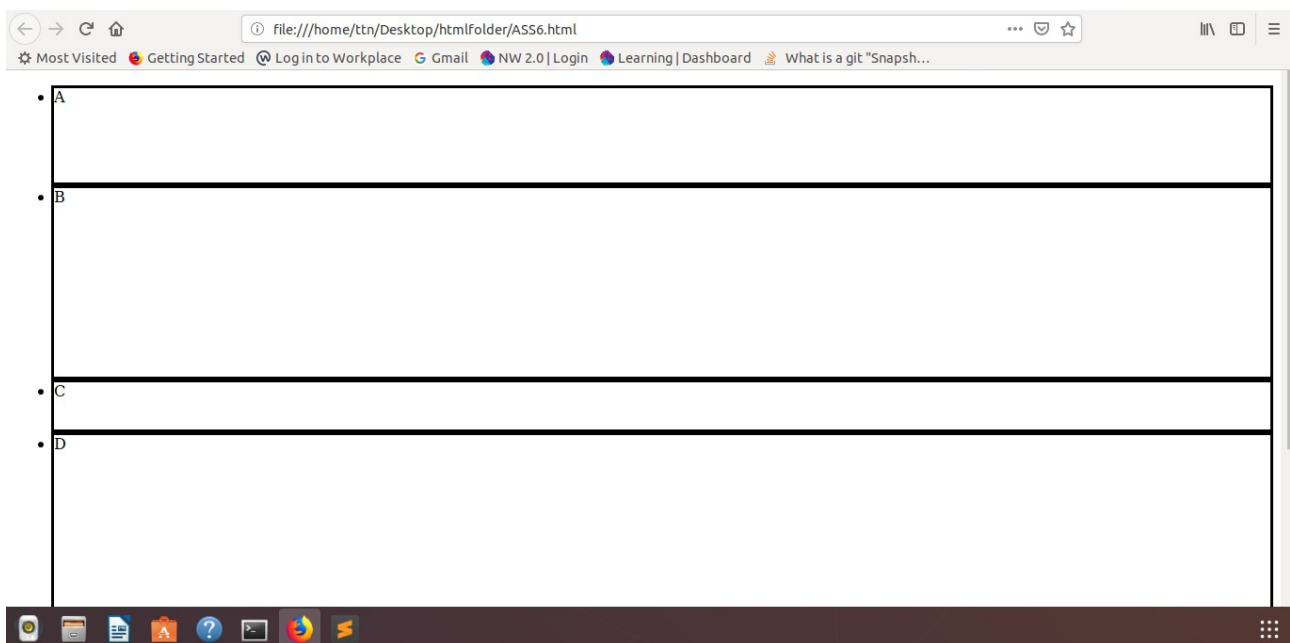 file:///home/ttn/Desktop/htmlfolder/ASS6.html
Most Visited Getting Started Log in to Workplace Gmail NW 2.0 | Login Learning | Dashboard What is a git "Snapsh...
A
B
C
D